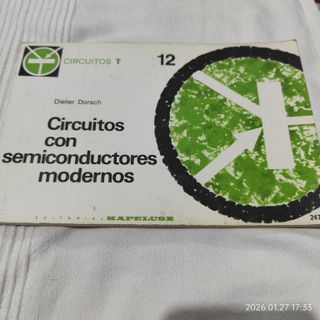 CIRCUITOS T
12
Dieter Dorsch
Circuitos
con
semiconductores
modernos
EDITORIAL KAPELUSZ
247
2026.01.27 17:33